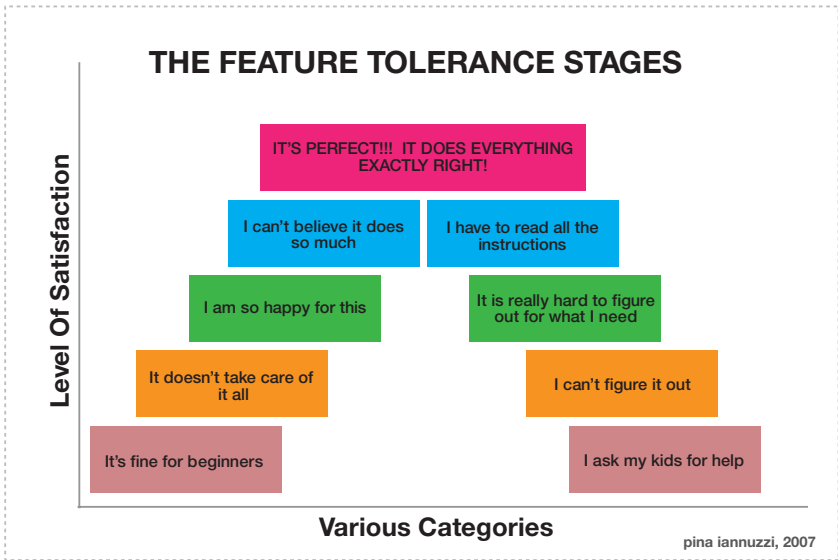 THE FEATURE TOLERANCE STAGES
Level Of Satisfaction
IT’S PERFECT!!!  IT DOES EVERYTHING
EXACTLY RIGHT!
I can’t believe it does
so much
I have to read all the
instructions
I am so happy for this
It is really hard to figure
out for what I need
It doesn’t take care of
it all
I can’t figure it out
It’s fine for beginners
I ask my kids for help
Various Categories
pina iannuzzi, 2007